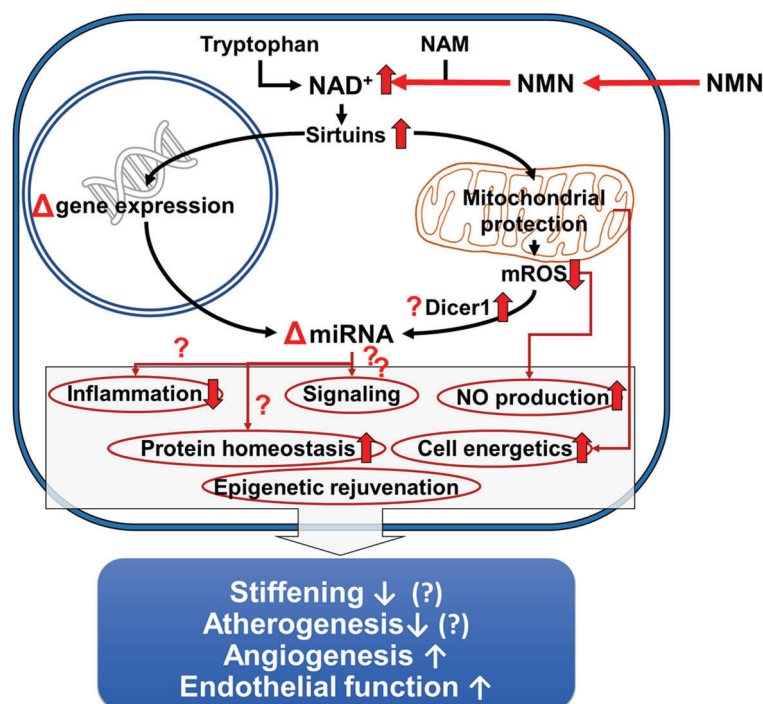 Tryptophan
NAM
NAD+
NMN
NMN
Sirtuins
Δ gene expression
Mitochondrial
protection
mROS
? Dicer1
Δ miRNA
?
?
?
Inflammation
Signaling
NO production
?
Protein homeostasis
Cell energetics
Epigenetic rejuvenation
Stiffening ↓ (?)
Atherogenesis↓ (?)
Angiogenesis ↑
Endothelial function ↑